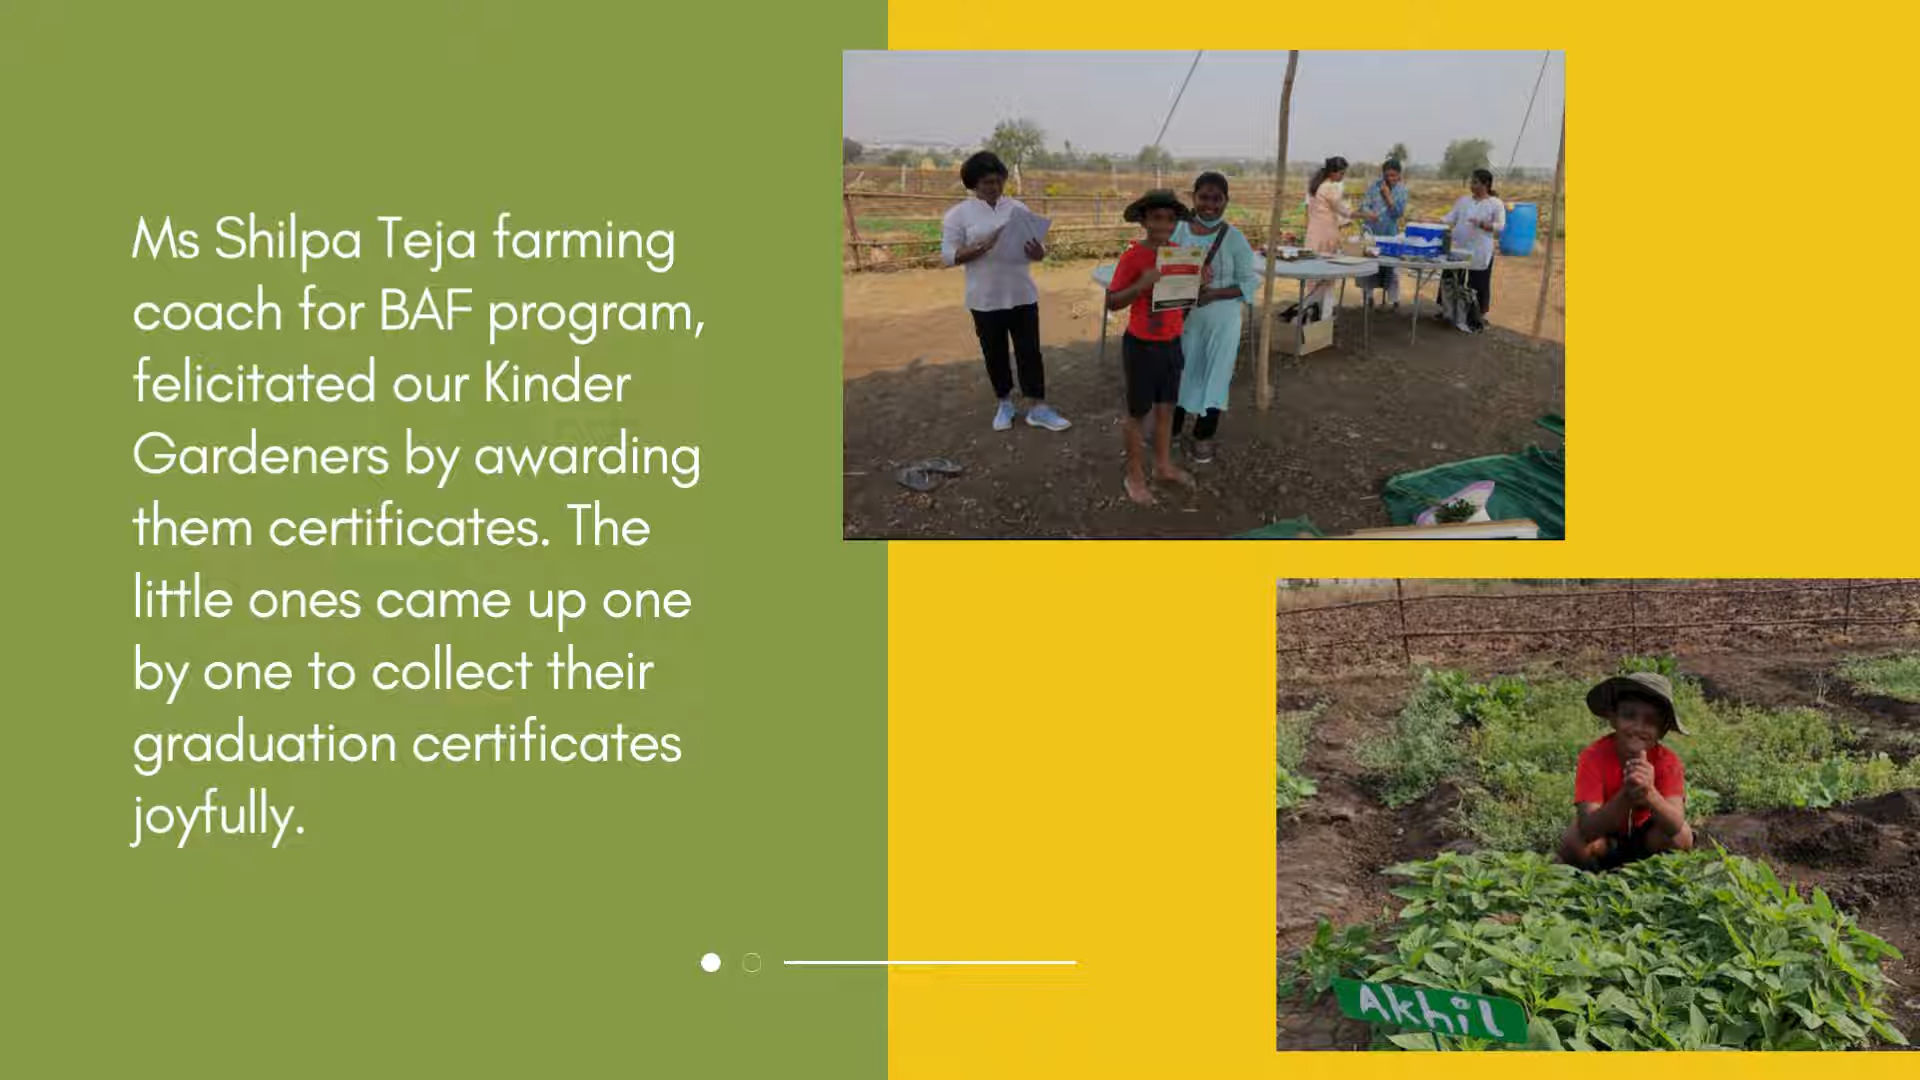 Ms Shilpa Teja farming
coach for BAF program,
felicitated our Kinder
Gardeners by awarding
them certificates. The
little ones came up one
by one to collect their
graduation certificates
joyfully.
Akhil